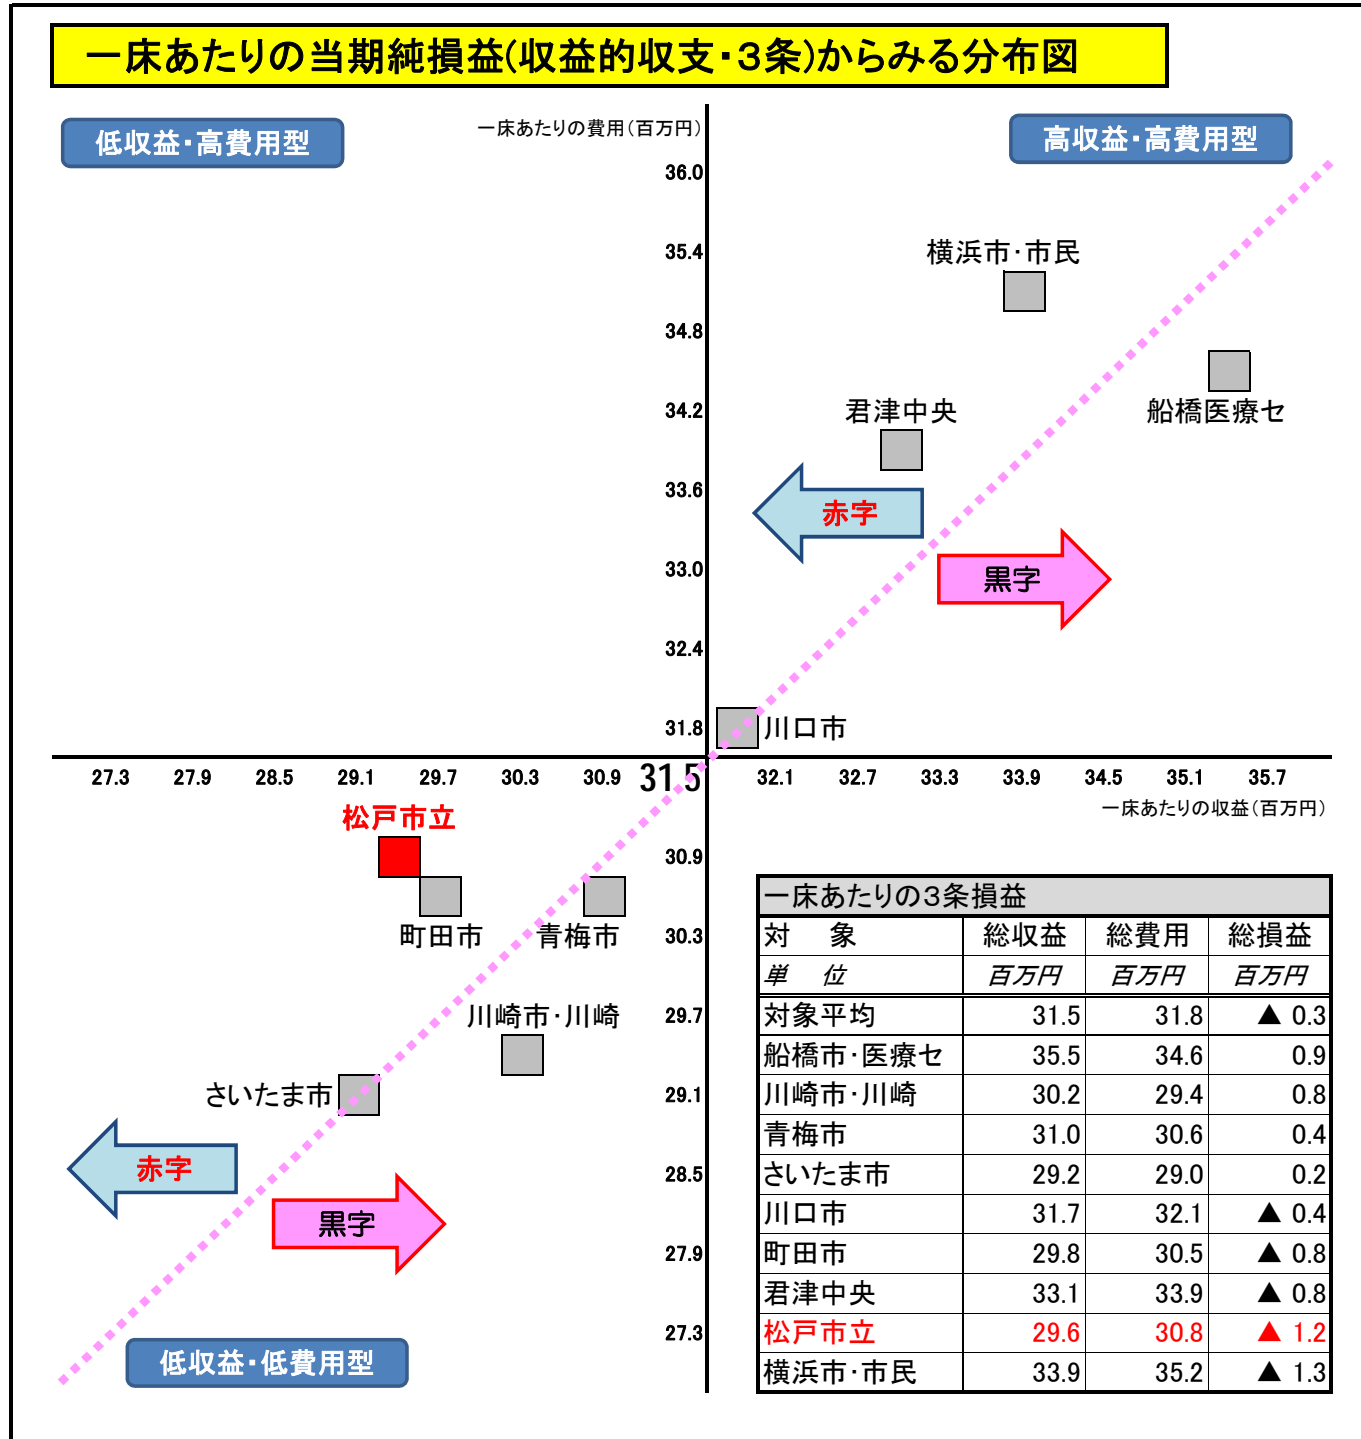 一床あたりの当期純損益(収益的収支・3条)からみる分布図
低収益・高費用型
一床あたりの費用(百万円)
高収益・高費用型
36.0
35.4
34.8
34.2
33.6
33.0
32.4
31.8
横浜市・市民
船橋医療セ
君津中央
赤字
黒字
川口市
27.3 27.9 28.5 29.1 29.7 30.3 30.9 31.5 32.1 32.7 33.3 33.9 34.5 35.1 35.7
一床あたりの収益(百万円)
松戸市立
町田市
青梅市
川崎市・川崎
さいたま市
赤字
黒字
30.9
30.3
29.7
29.1
28.5
27.9
27.3
低収益・低費用型
一床あたりの3条損益
対 象 総収益 総費用 総損益
単 位 百万円 百万円 百万円
対象平均 31.5 31.8 ▲ 0.3
船橋市・医療セ 35.5 34.6 0.9
川崎市・川崎 30.2 29.4 0.8
青梅市 31.0 30.6 0.4
さいたま市 29.2 29.0 0.2
川口市 31.7 32.1 ▲ 0.4
町田市 29.8 30.5 ▲ 0.8
君津中央 33.1 33.9 ▲ 0.8
松戸市立 29.6 30.8 ▲ 1.2
横浜市・市民 33.9 35.2 ▲ 1.3